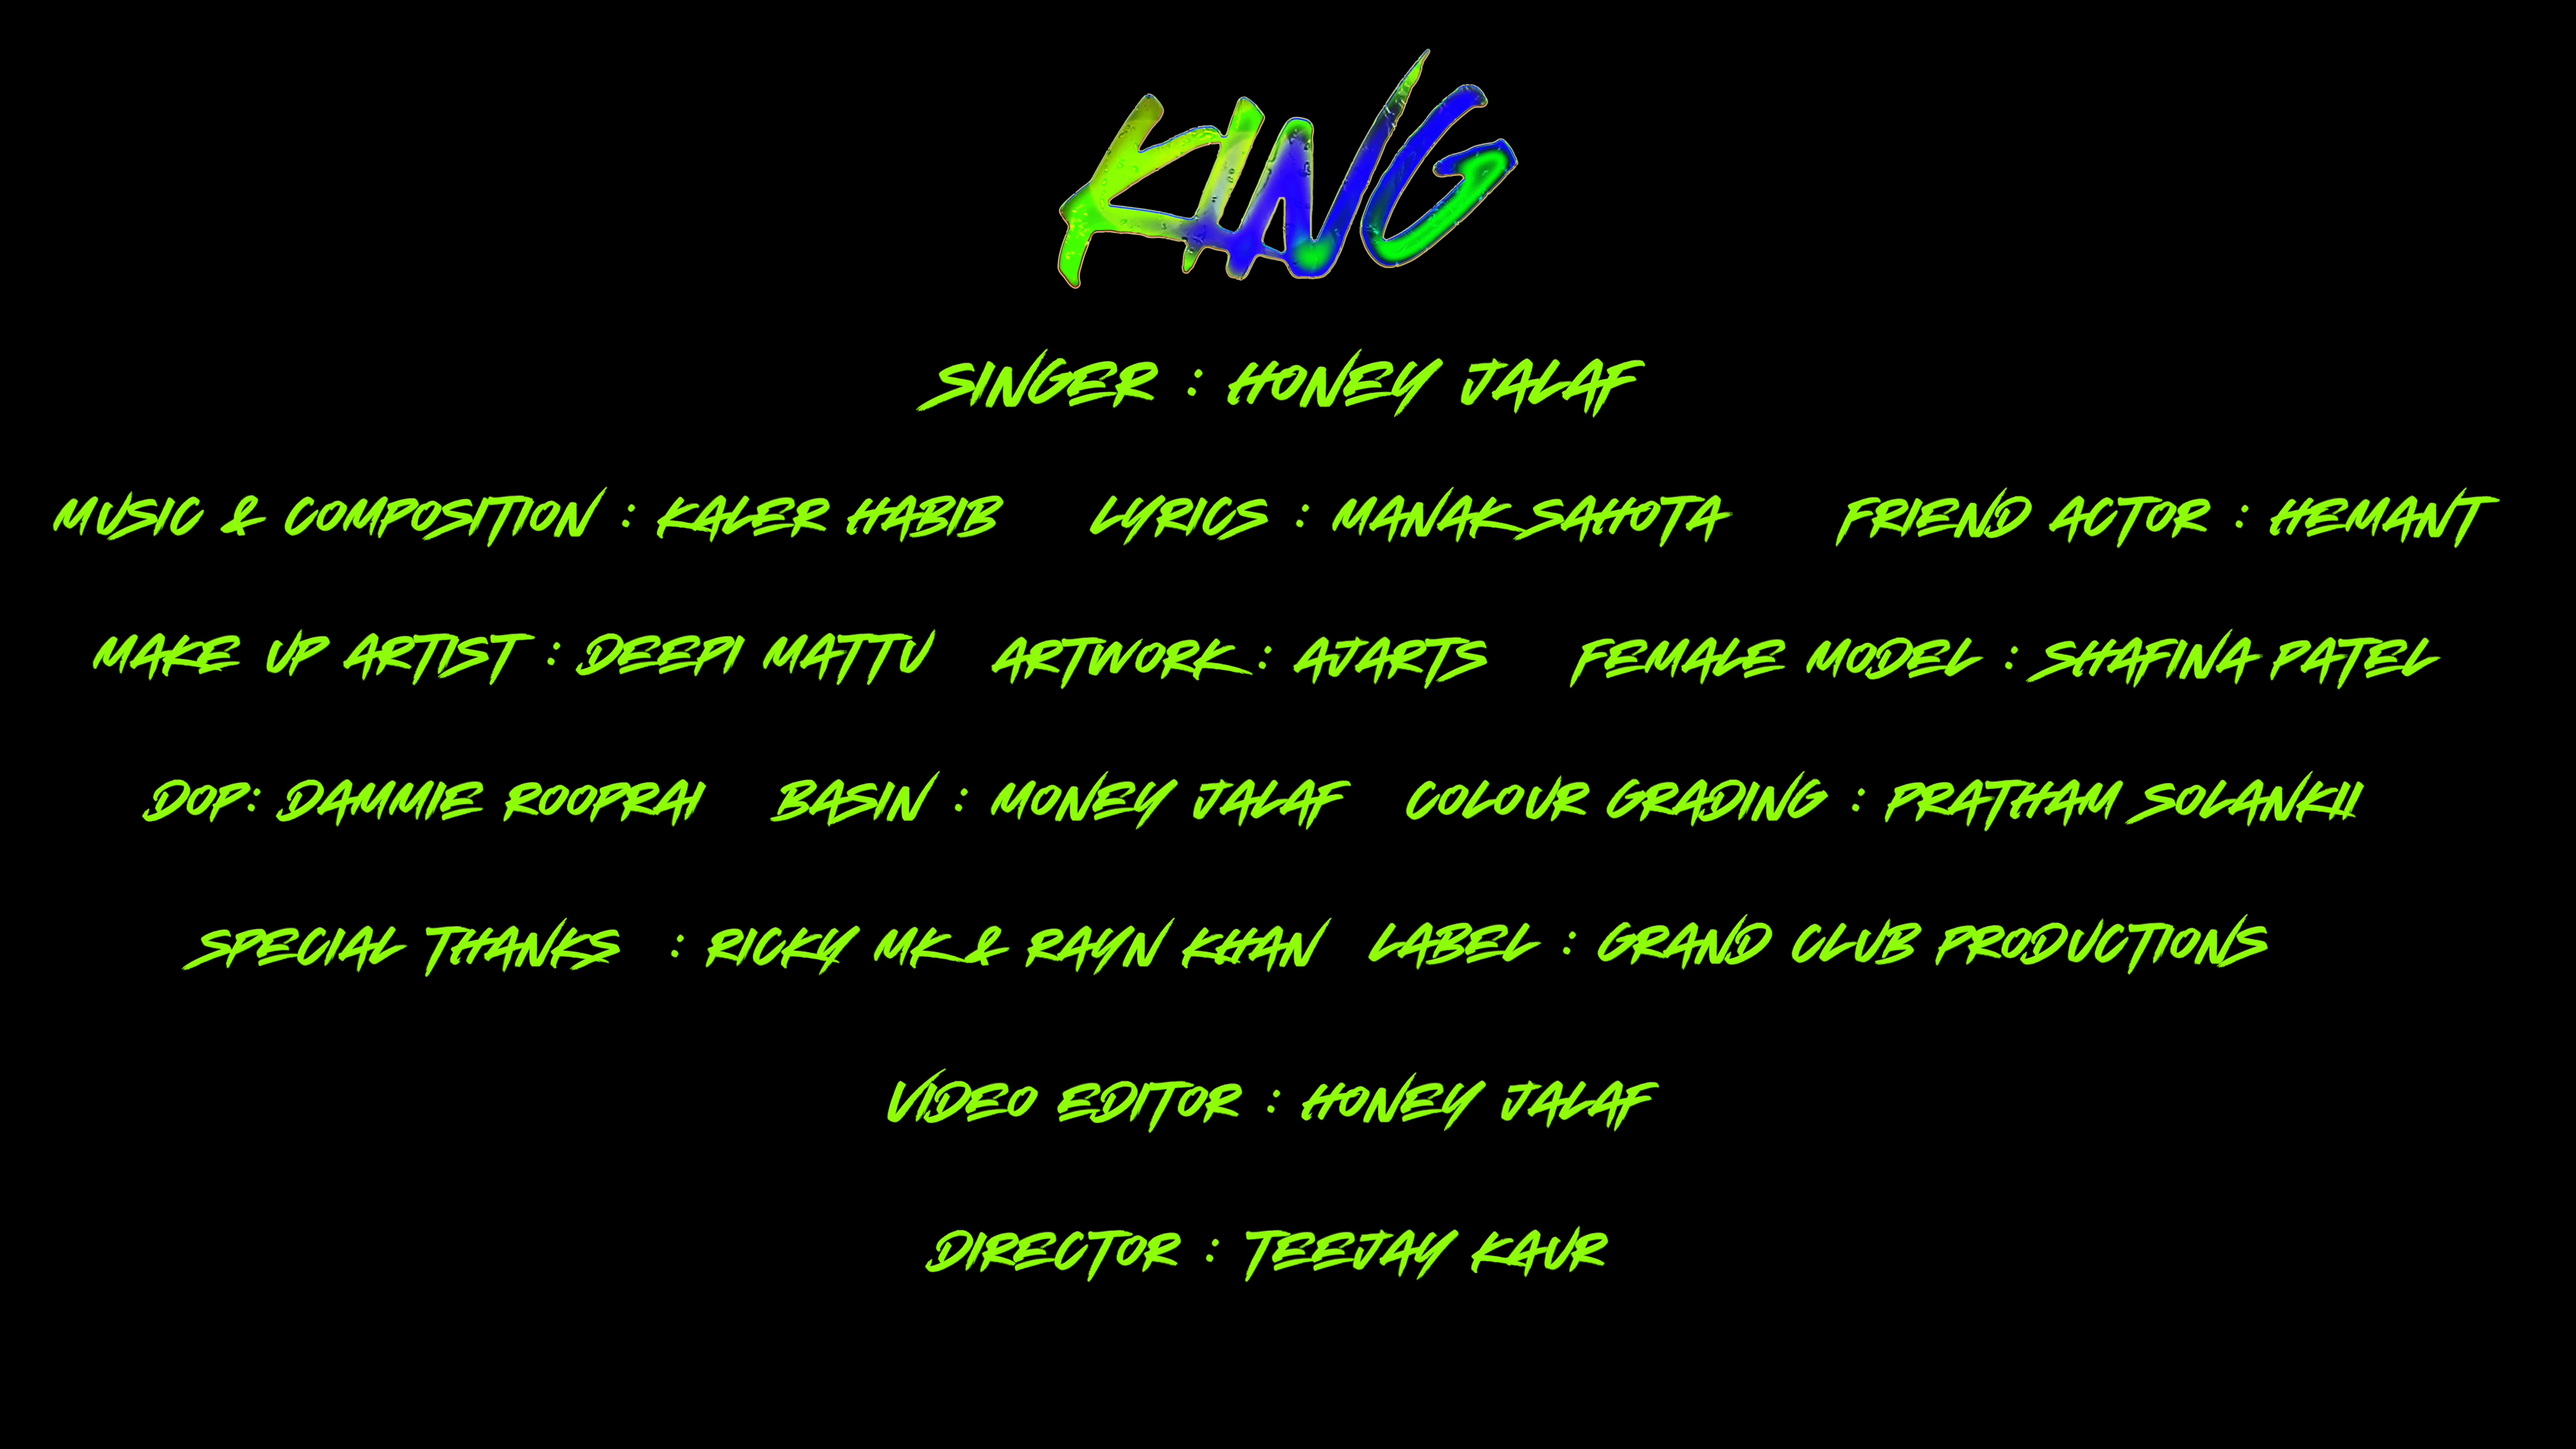 KING
SINGER : HONEY JALAF
MUSIC & COMPOSITION : KALER HABIB LYRICS : MANAK SAHOTA FRIEND ACTOR : HEMANT
MAKE UP ARTIST : DEEPI MATTU ARTWORK : AJARTS FEMALE MODEL : SHAFINA PATEL
DOP: DAMMIE ROOPRAI BASIN : MONEY JALAF COLOUR GRADING : PRATHAM SOLANKII
SPECIAL THANKS : RICKY MK & RAYN KHAN LABEL : GRAND CLUB PRODUCTIONS
VIDEO EDITOR : HONEY JALAF
DIRECTOR : TEEJAY KAUR